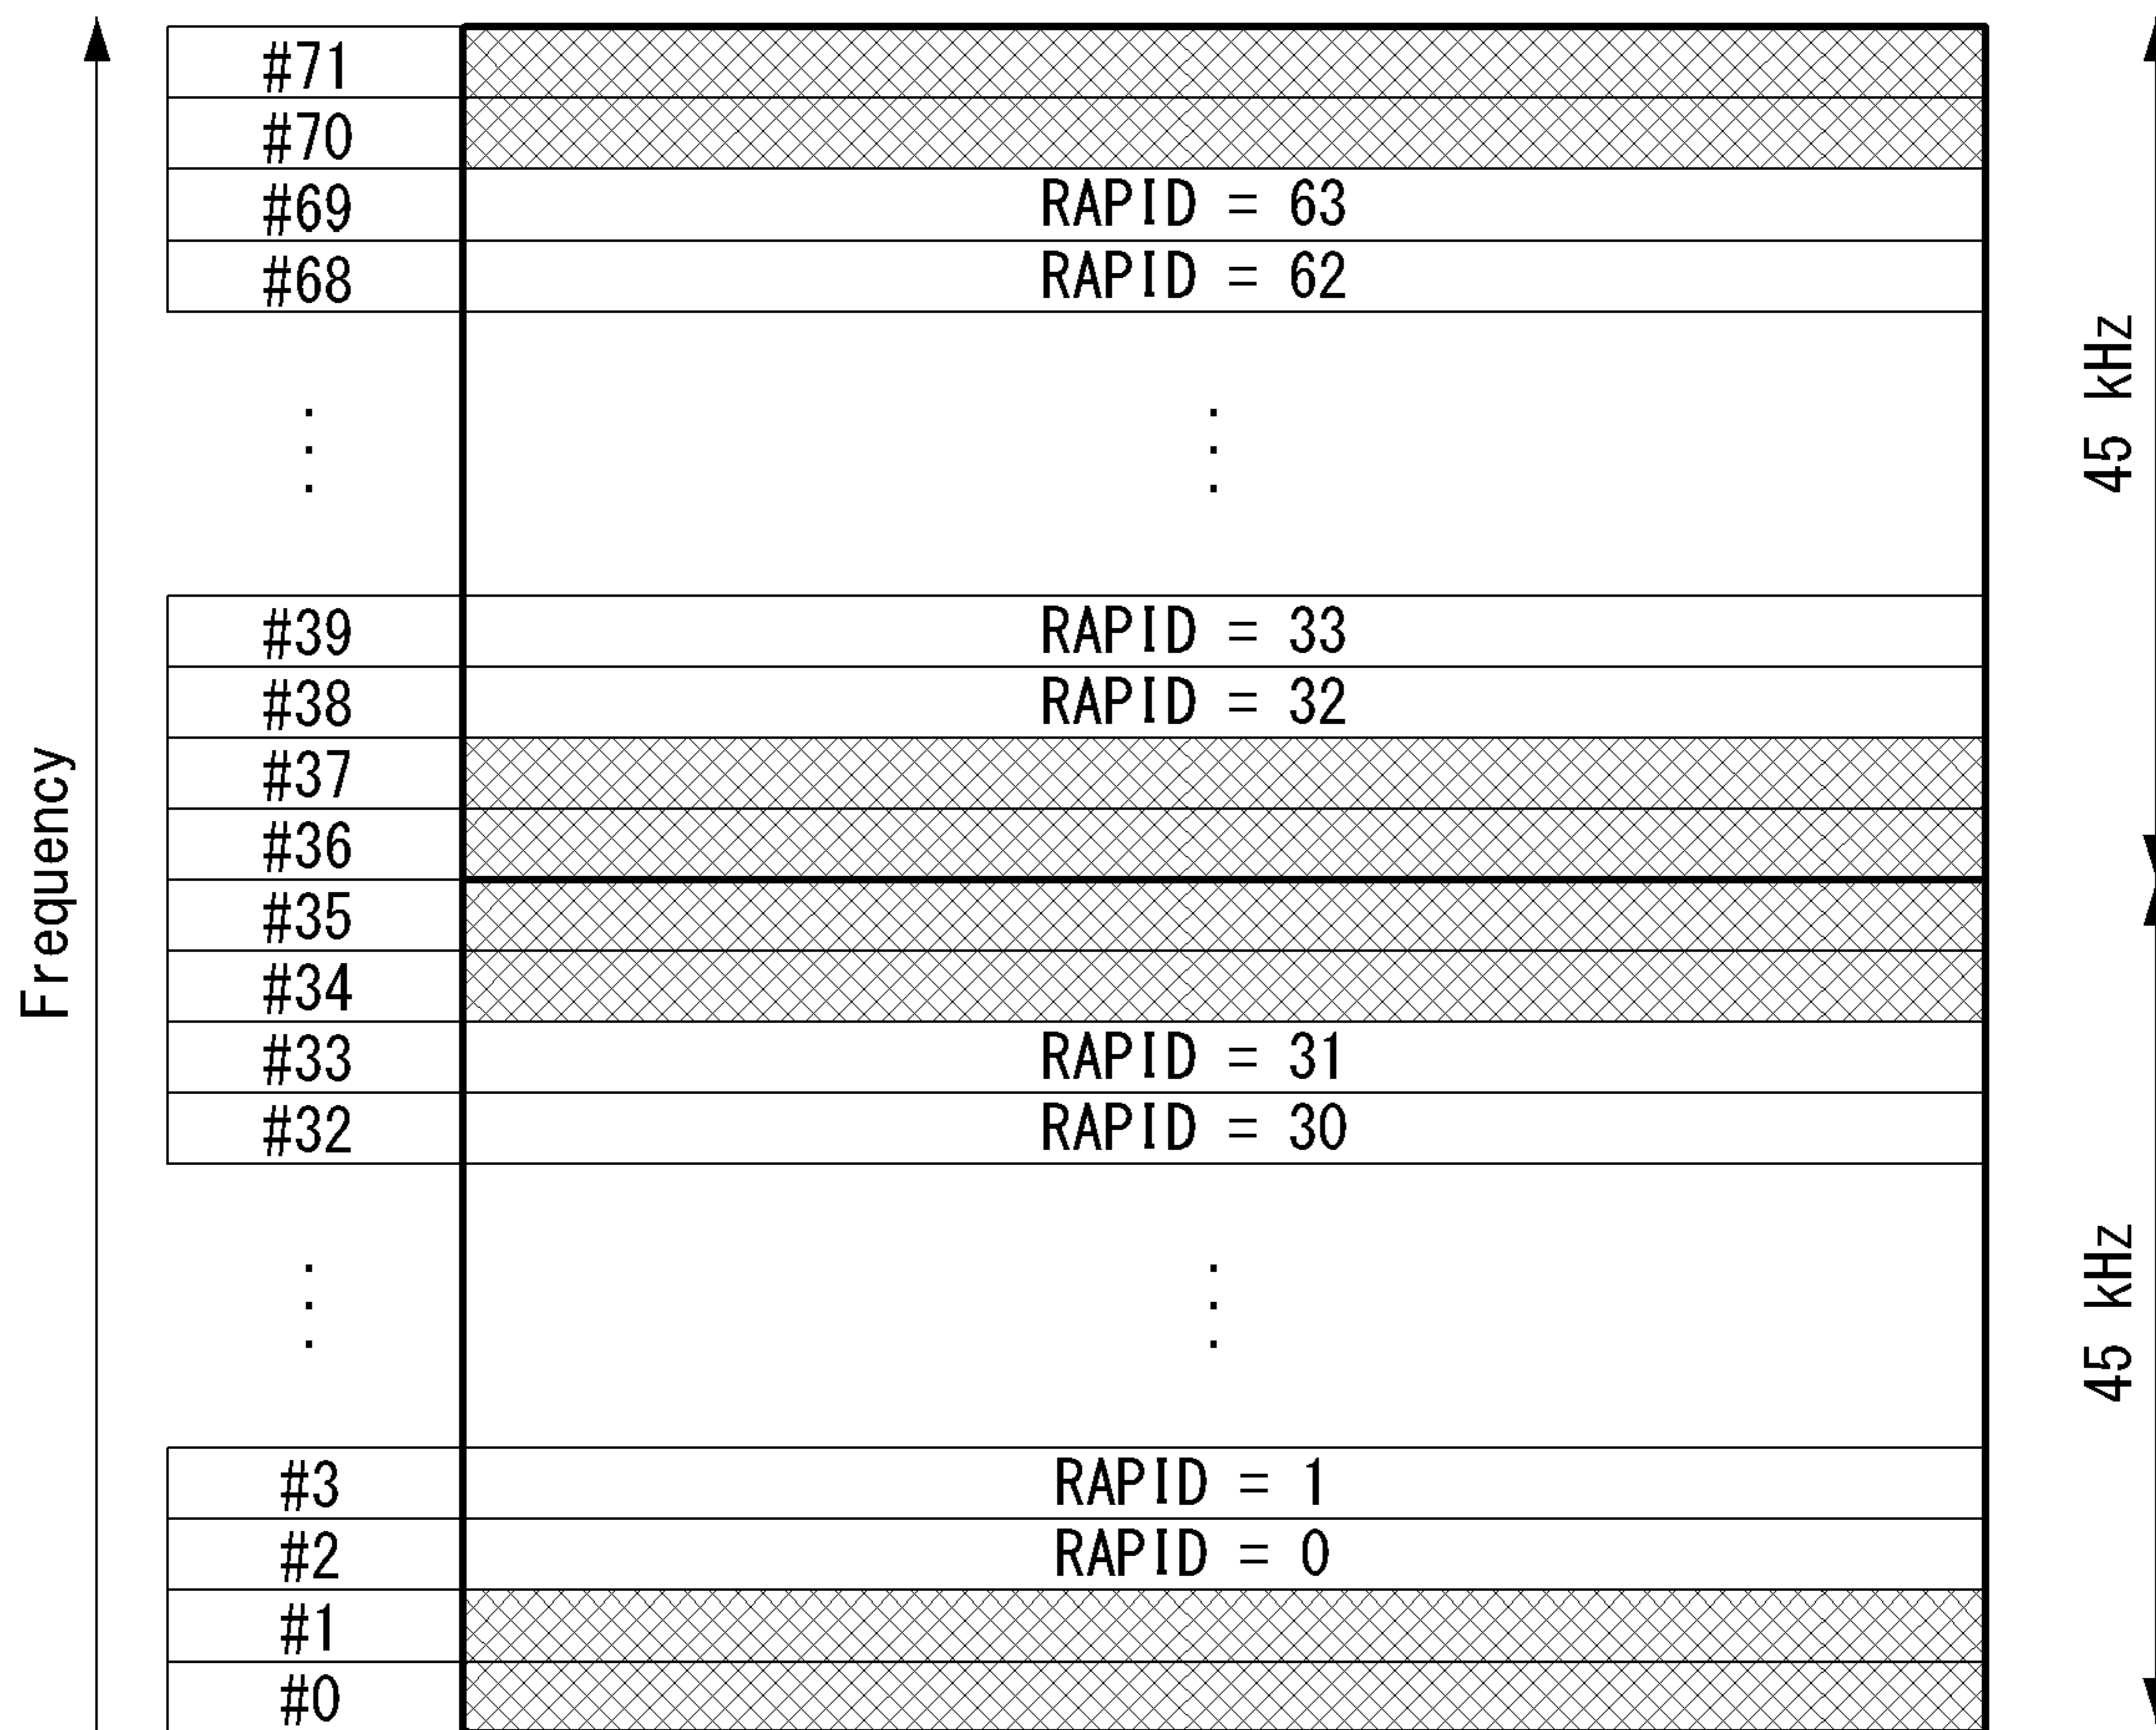 #71
#70
#69 RAPID = 63
#68 RAPID = 62
45 kHz
#39 RAPID = 33
#38 RAPID = 32
#37
#36
Frequency
#35
#34
#33 RAPID = 31
#32 RAPID = 30
45 kHz
#3 RAPID = 1
#2 RAPID = 0
#1
#0